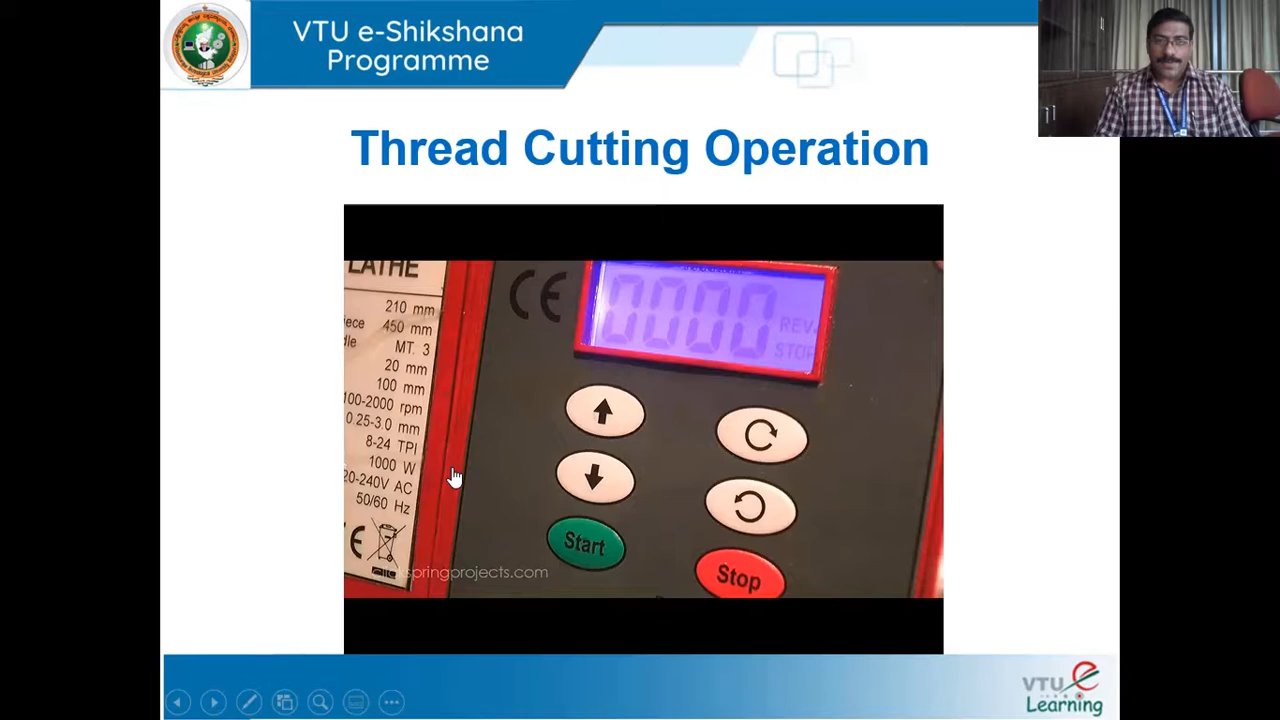 VTU e-Shikshana
Programme
Thread Cutting Operation
LATHE
210 mm
450 mm
MT. 3
20 mm
100 mm
100-2000 rpm
0.25-3.0 mm
8-24 TPI
1000 W
20-240V AC
50/60 Hz
CE
CE
0000
REV.
STOP
Start
Stop
springprojects.com
VTU e
Learning